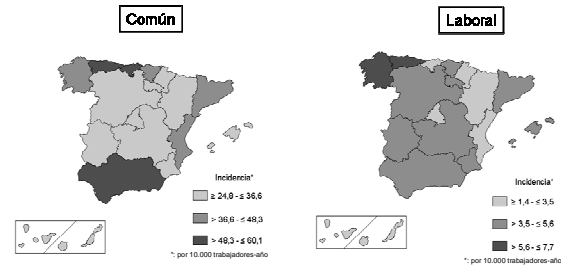 Común
Incidencia*
≥ 24,8 - ≤ 36,6
> 36,6 - ≤ 48,3
> 48,3 - ≤ 60,1
*: por 10.000 trabajadores-año
Laboral
Incidencia*
≥ 1,4 - ≤ 3,5
> 3,5 - ≤ 5,6
> 5,6 - ≤ 7,7
*: por 10.000 trabajadores-año